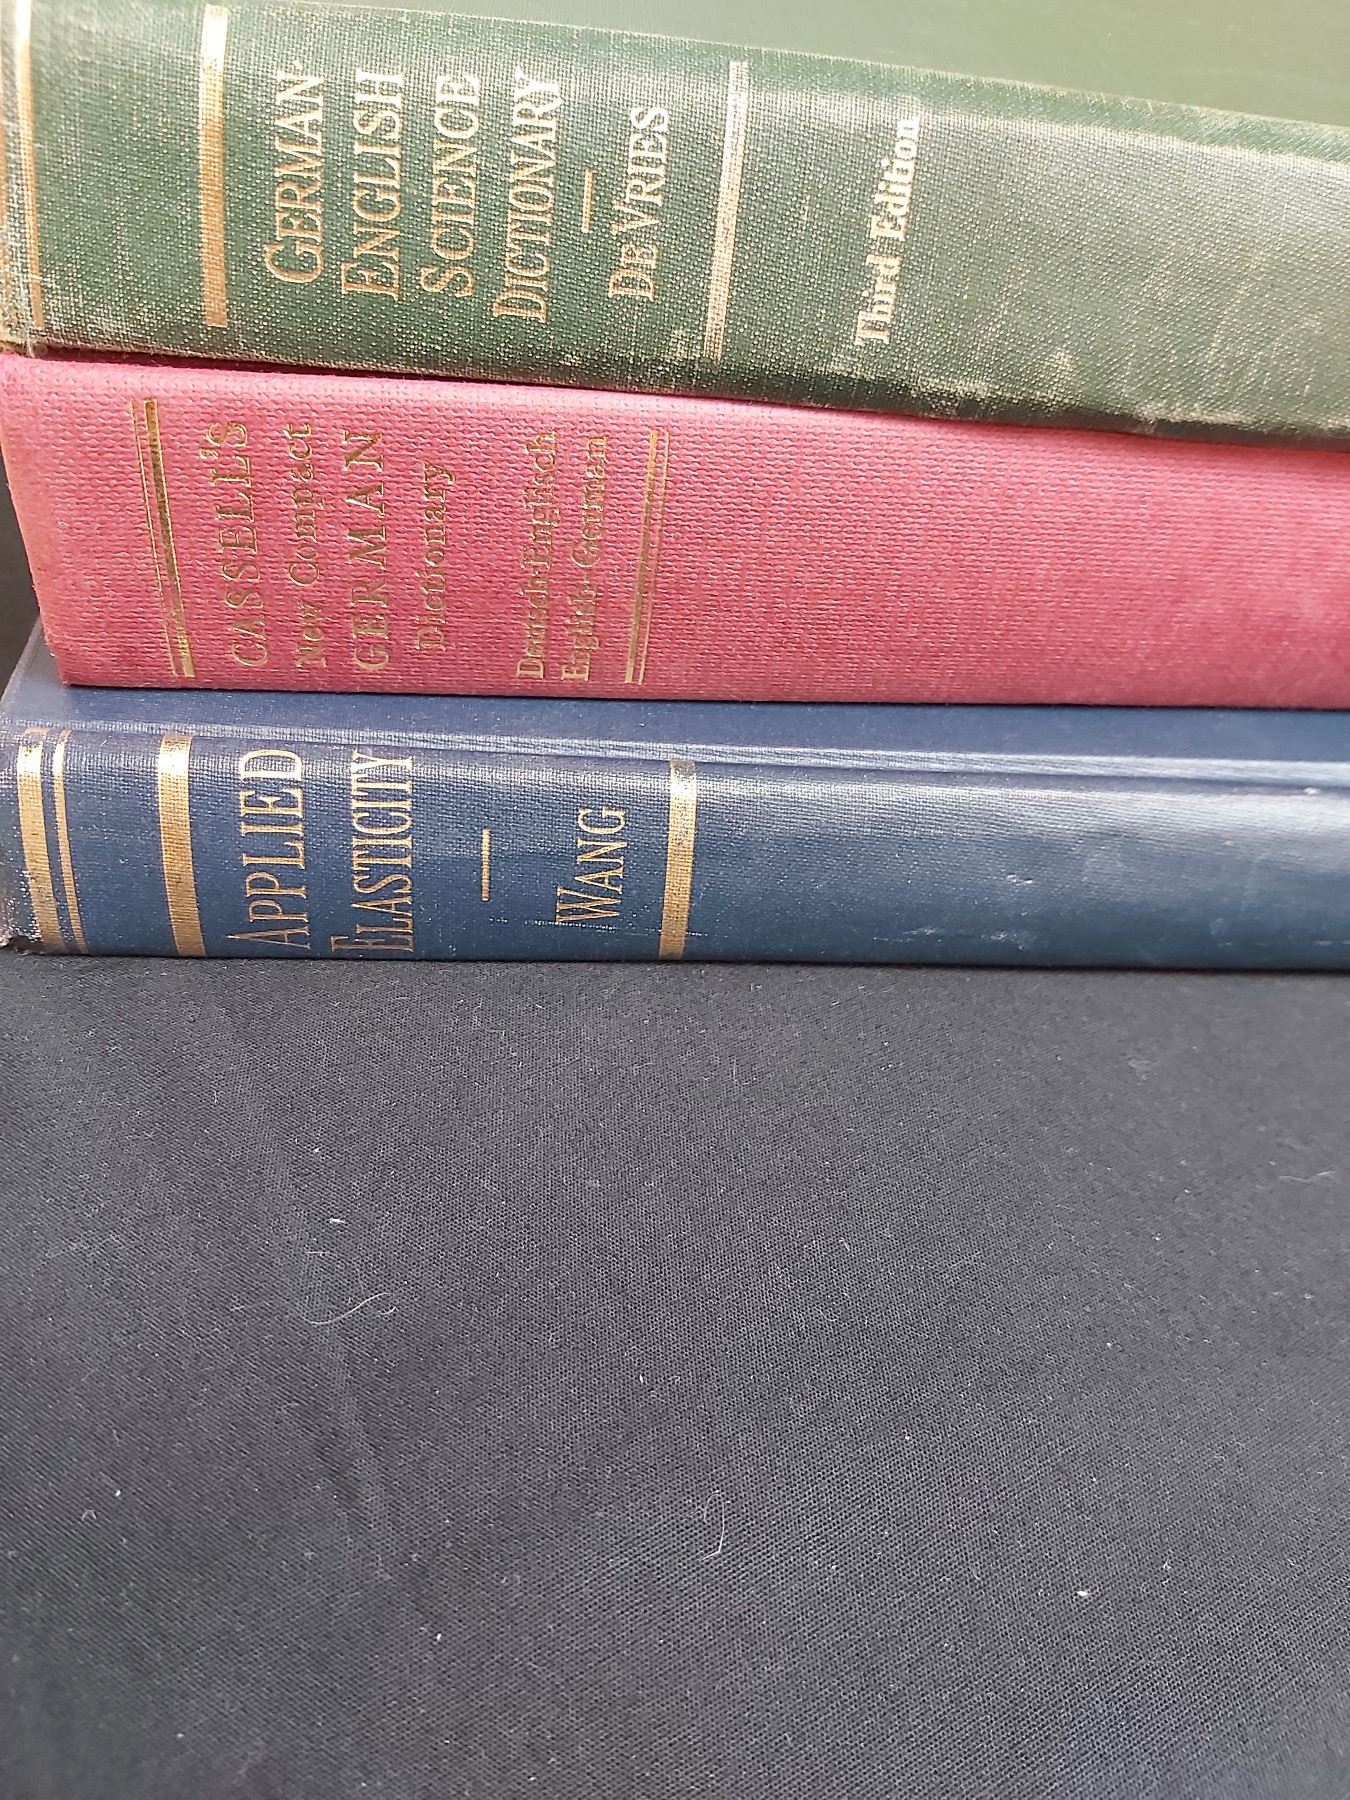 GERMAN-
ENGLISH
SCIENCE
DICTIONARY
DE VRIES
Third Edition
CASSELL'S
New Compact
GERMAN
Dictionary
Deutsch-Englisch
English-German
APPLIED
ELASTICITY
WANG